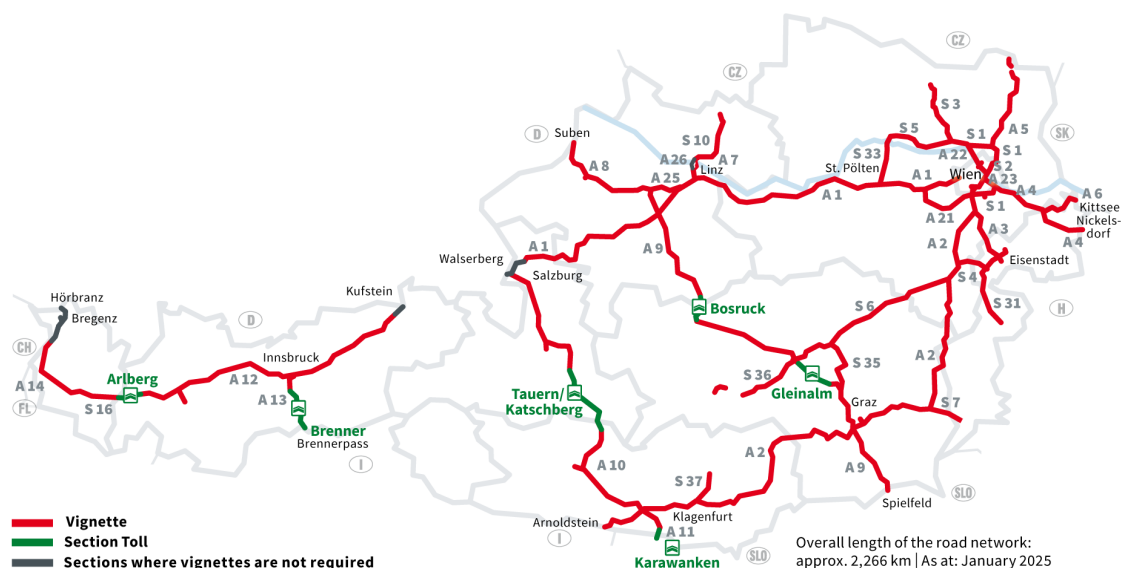 CZ
CZ
D
Suben
S 3
S 10
A 26
A 7
Linz
A 8
A 25
S 33
S 5
S 1
A 5
SK
A 22
S 1
St. Pölten
A 1
S 2
Wien
A 23
A 4
A 6
Kittsee
Nickels-
dorf
A 4
A 1
A 21
S 1
A 3
A 2
Eisenstadt
S 4
A 1
Walserberg
Salzburg
A 9
Kufstein
Hörbranz
Bregenz
D
CH
Innsbruck
Arlberg
A 12
A 14
S 16
FL
A 13
Brenner
Brennerpass
I
Bosruck
S 6
S 31
H
S 35
A 2
S 36
Gleinalm
Tauern/
Katschberg
Graz
S 7
A 2
A 9
A 10
S 37
SLO
Spielfeld
Arnoldstein
Klagenfurt
I
A 11
SLO
Karawanken
Vignette
Section Toll
Sections where vignettes are not required
Overall length of the road network:
approx. 2,266 km | As at: January 2025